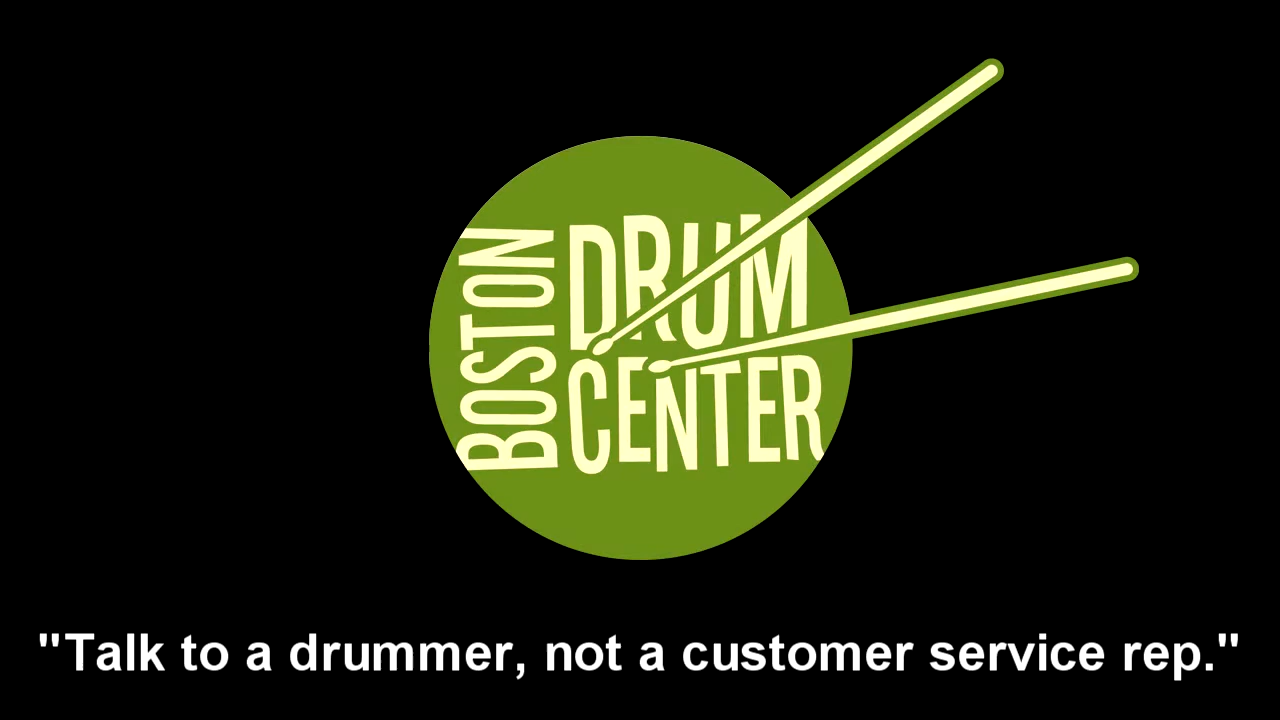 BOSTON
DRUM
CENTER
"Talk to a drummer, not a customer service rep."